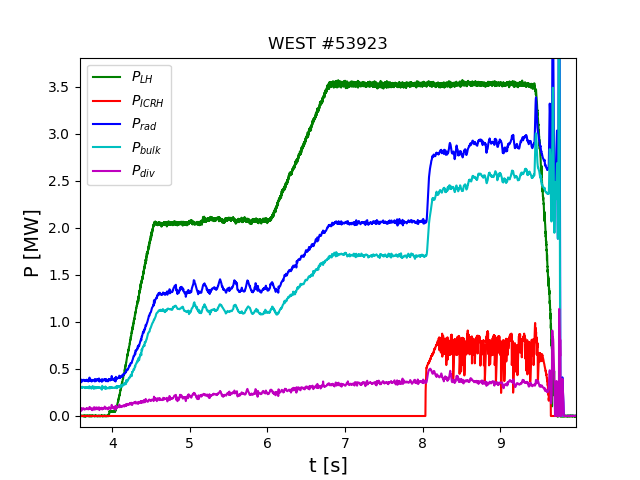 WEST #53923
P_LH
P_ICRH
P_rad
P_bulk
P_div
P [MW]
3.5
3.0
2.5
2.0
1.5
1.0
0.5
0.0
4 5 6 7 8 9
t [s]